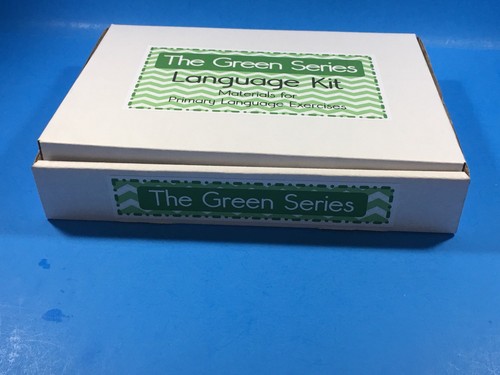 The Green Series
Language Kit
Materials for
Primary Language Exercises
The Green Series